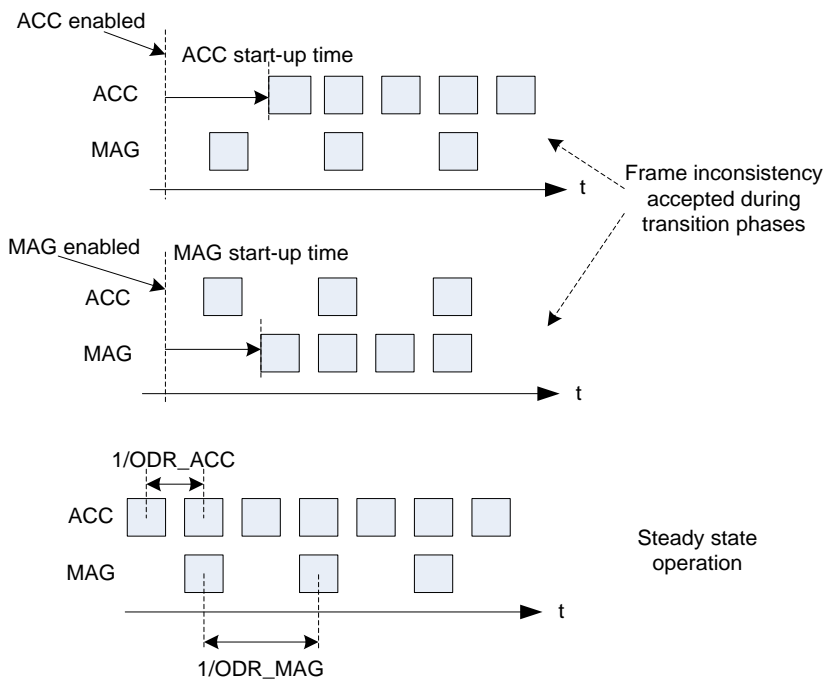 ACC enabled
ACC start-up time
ACC
MAG
t
Frame inconsistency
accepted during
transition phases
MAG enabled
MAG start-up time
ACC
MAG
t
1/ODR_ACC
ACC
MAG
t
1/ODR_MAG
Steady state
operation